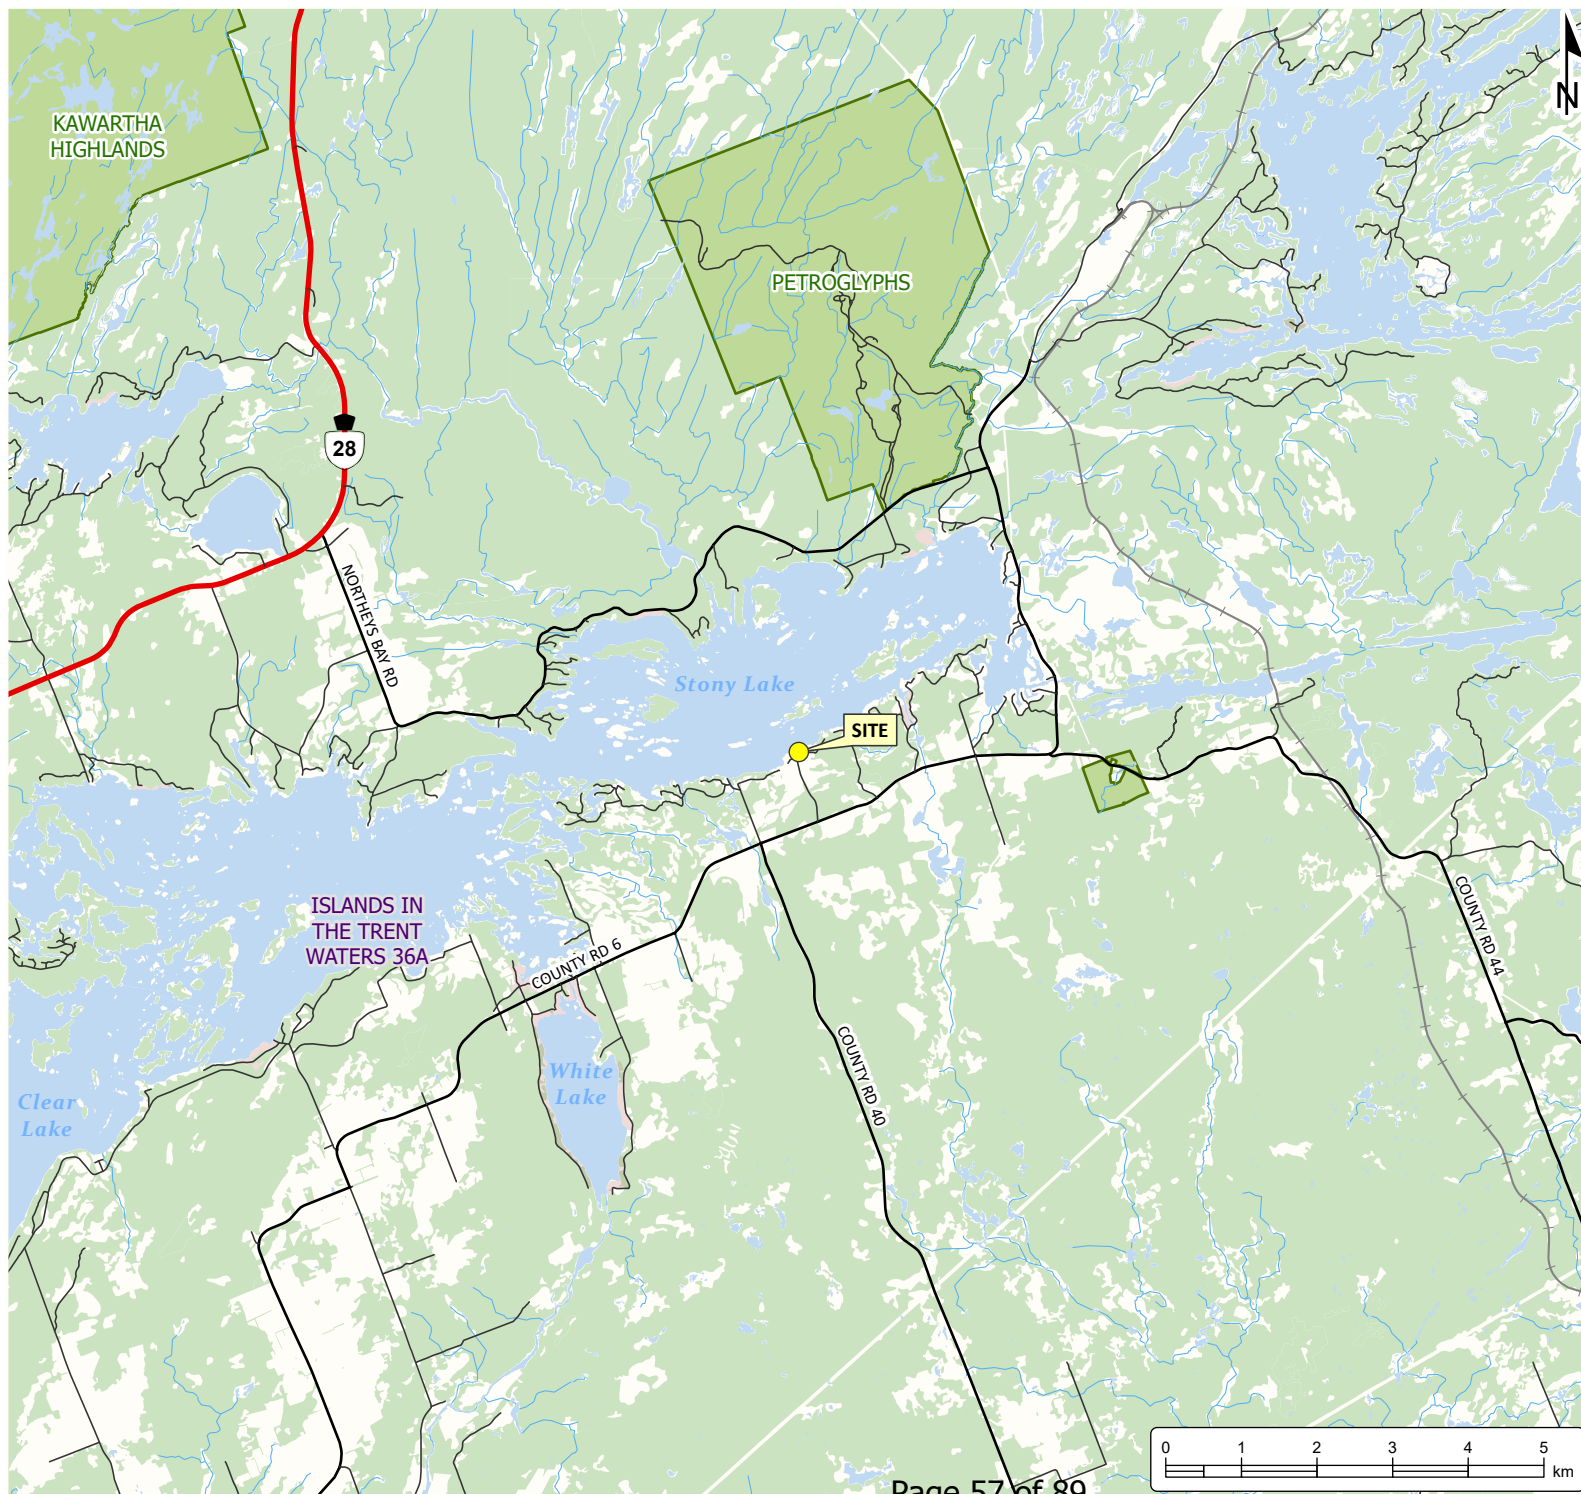 N
KAWARTHA
HIGHLANDS
PETROGLYPHS
28
NORTHEYS BAY RD
Stony Lake
SITE
ISLANDS IN
THE TRENT
WATERS 36A
COUNTY RD 6
COUNTY RD 44
COUNTY RD 40
White
Lake
Clear
Lake
0 1 2 3 4 5
km
Page 57 of 89